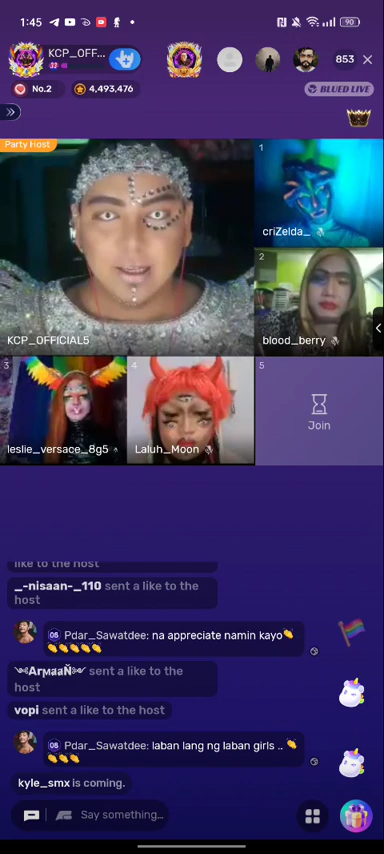 1:45
90
KCP_OFF...
853
No.2
4,493,476
BLUED LIVE
Party Host
1
criZelda_
KCP_OFFICIAL5
2
blood_berry
3
leslie_versace_8g5
4
Laluh_Moon
5
Join
like to the host
_-nisaan-_110 sent a like to the
host
Pdar_Sawatdee: na appreciate namin kayo👏
👏👏👏👏👏
༺ArɱaaÑ༻ sent a like to the
host
vopi sent a like to the host
Pdar_Sawatdee: laban lang ng laban girls .. 👏
👏👏👏
kyle_smx is coming.
Say something...